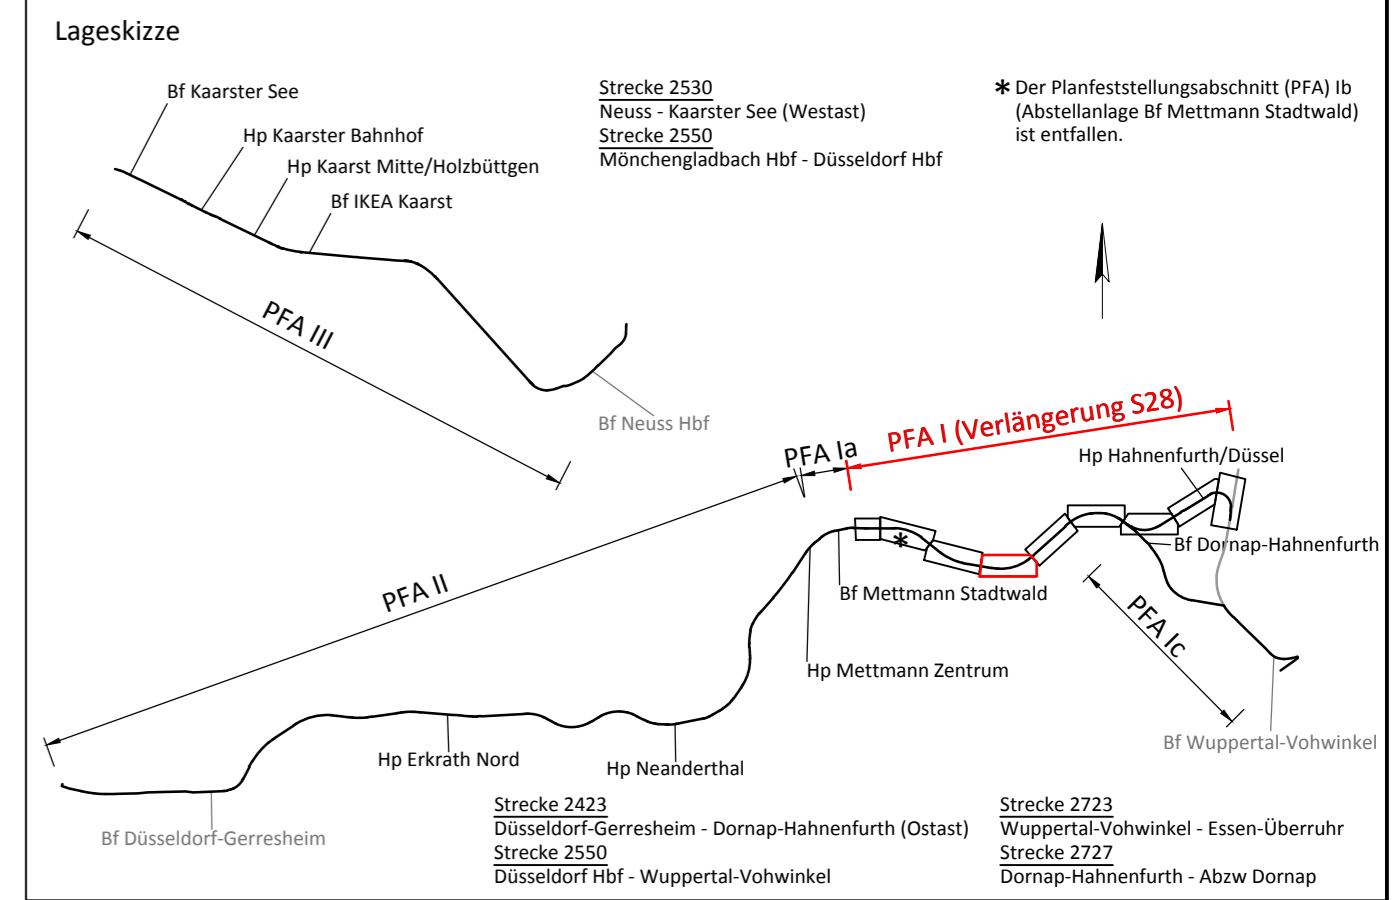 Lageskizze
Bf Kaarster See
Hp Kaarster Bahnhof
Hp Kaarst Mitte/Holzbüttgen
Bf IKEA Kaarst
Strecke 2530
Neuss - Kaarster See (Westast)
Strecke 2550
Mönchengladbach Hbf - Düsseldorf Hbf
* Der Planfeststellungsabschnitt (PFA) Ib
(Abstellanlage Bf Mettmann Stadtwald)
ist entfallen.
PFA III
Bf Neuss Hbf
PFA Ia
PFA I (Verlängerung S28)
Hp Hahnenfurth/Düssel
*
Bf Dornap-Hahnenfurth
PFA II
Bf Mettmann Stadtwald
PFA Ic
Hp Mettmann Zentrum
Bf Wuppertal-Vohwinkel
Hp Erkrath Nord
Hp Neanderthal
Bf Düsseldorf-Gerresheim
Strecke 2423
Düsseldorf-Gerresheim - Dornap-Hahnenfurth (Ostast)
Strecke 2550
Düsseldorf Hbf - Wuppertal-Vohwinkel
Strecke 2723
Wuppertal-Vohwinkel - Essen-Überruhr
Strecke 2727
Dornap-Hahnenfurth - Abzw Dornap